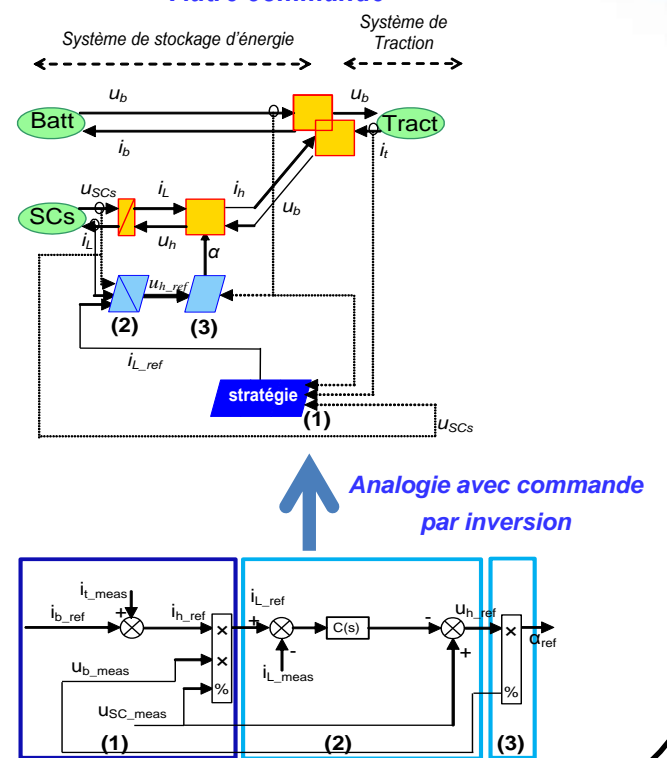 Système de stockage d'énergie
Système de
Traction
u_b
u_b
Batt
Tract
i_b
i_t
u_SCs
i_L
i_h
SCs
u_b
i_L
u_h
α
u_h_ref
(2)
(3)
i_L_ref
stratégie
(1)
u_SCs
Analogie avec commande
par inversion
i_t_meas
i_b_ref
+
i_h_ref
×
×
%
u_b_meas
u_SC_meas
(1)
i_L_ref
+
-
i_L_meas
C(s)
-
+
u_h_ref
(2)
×
%
α_ref
(3)